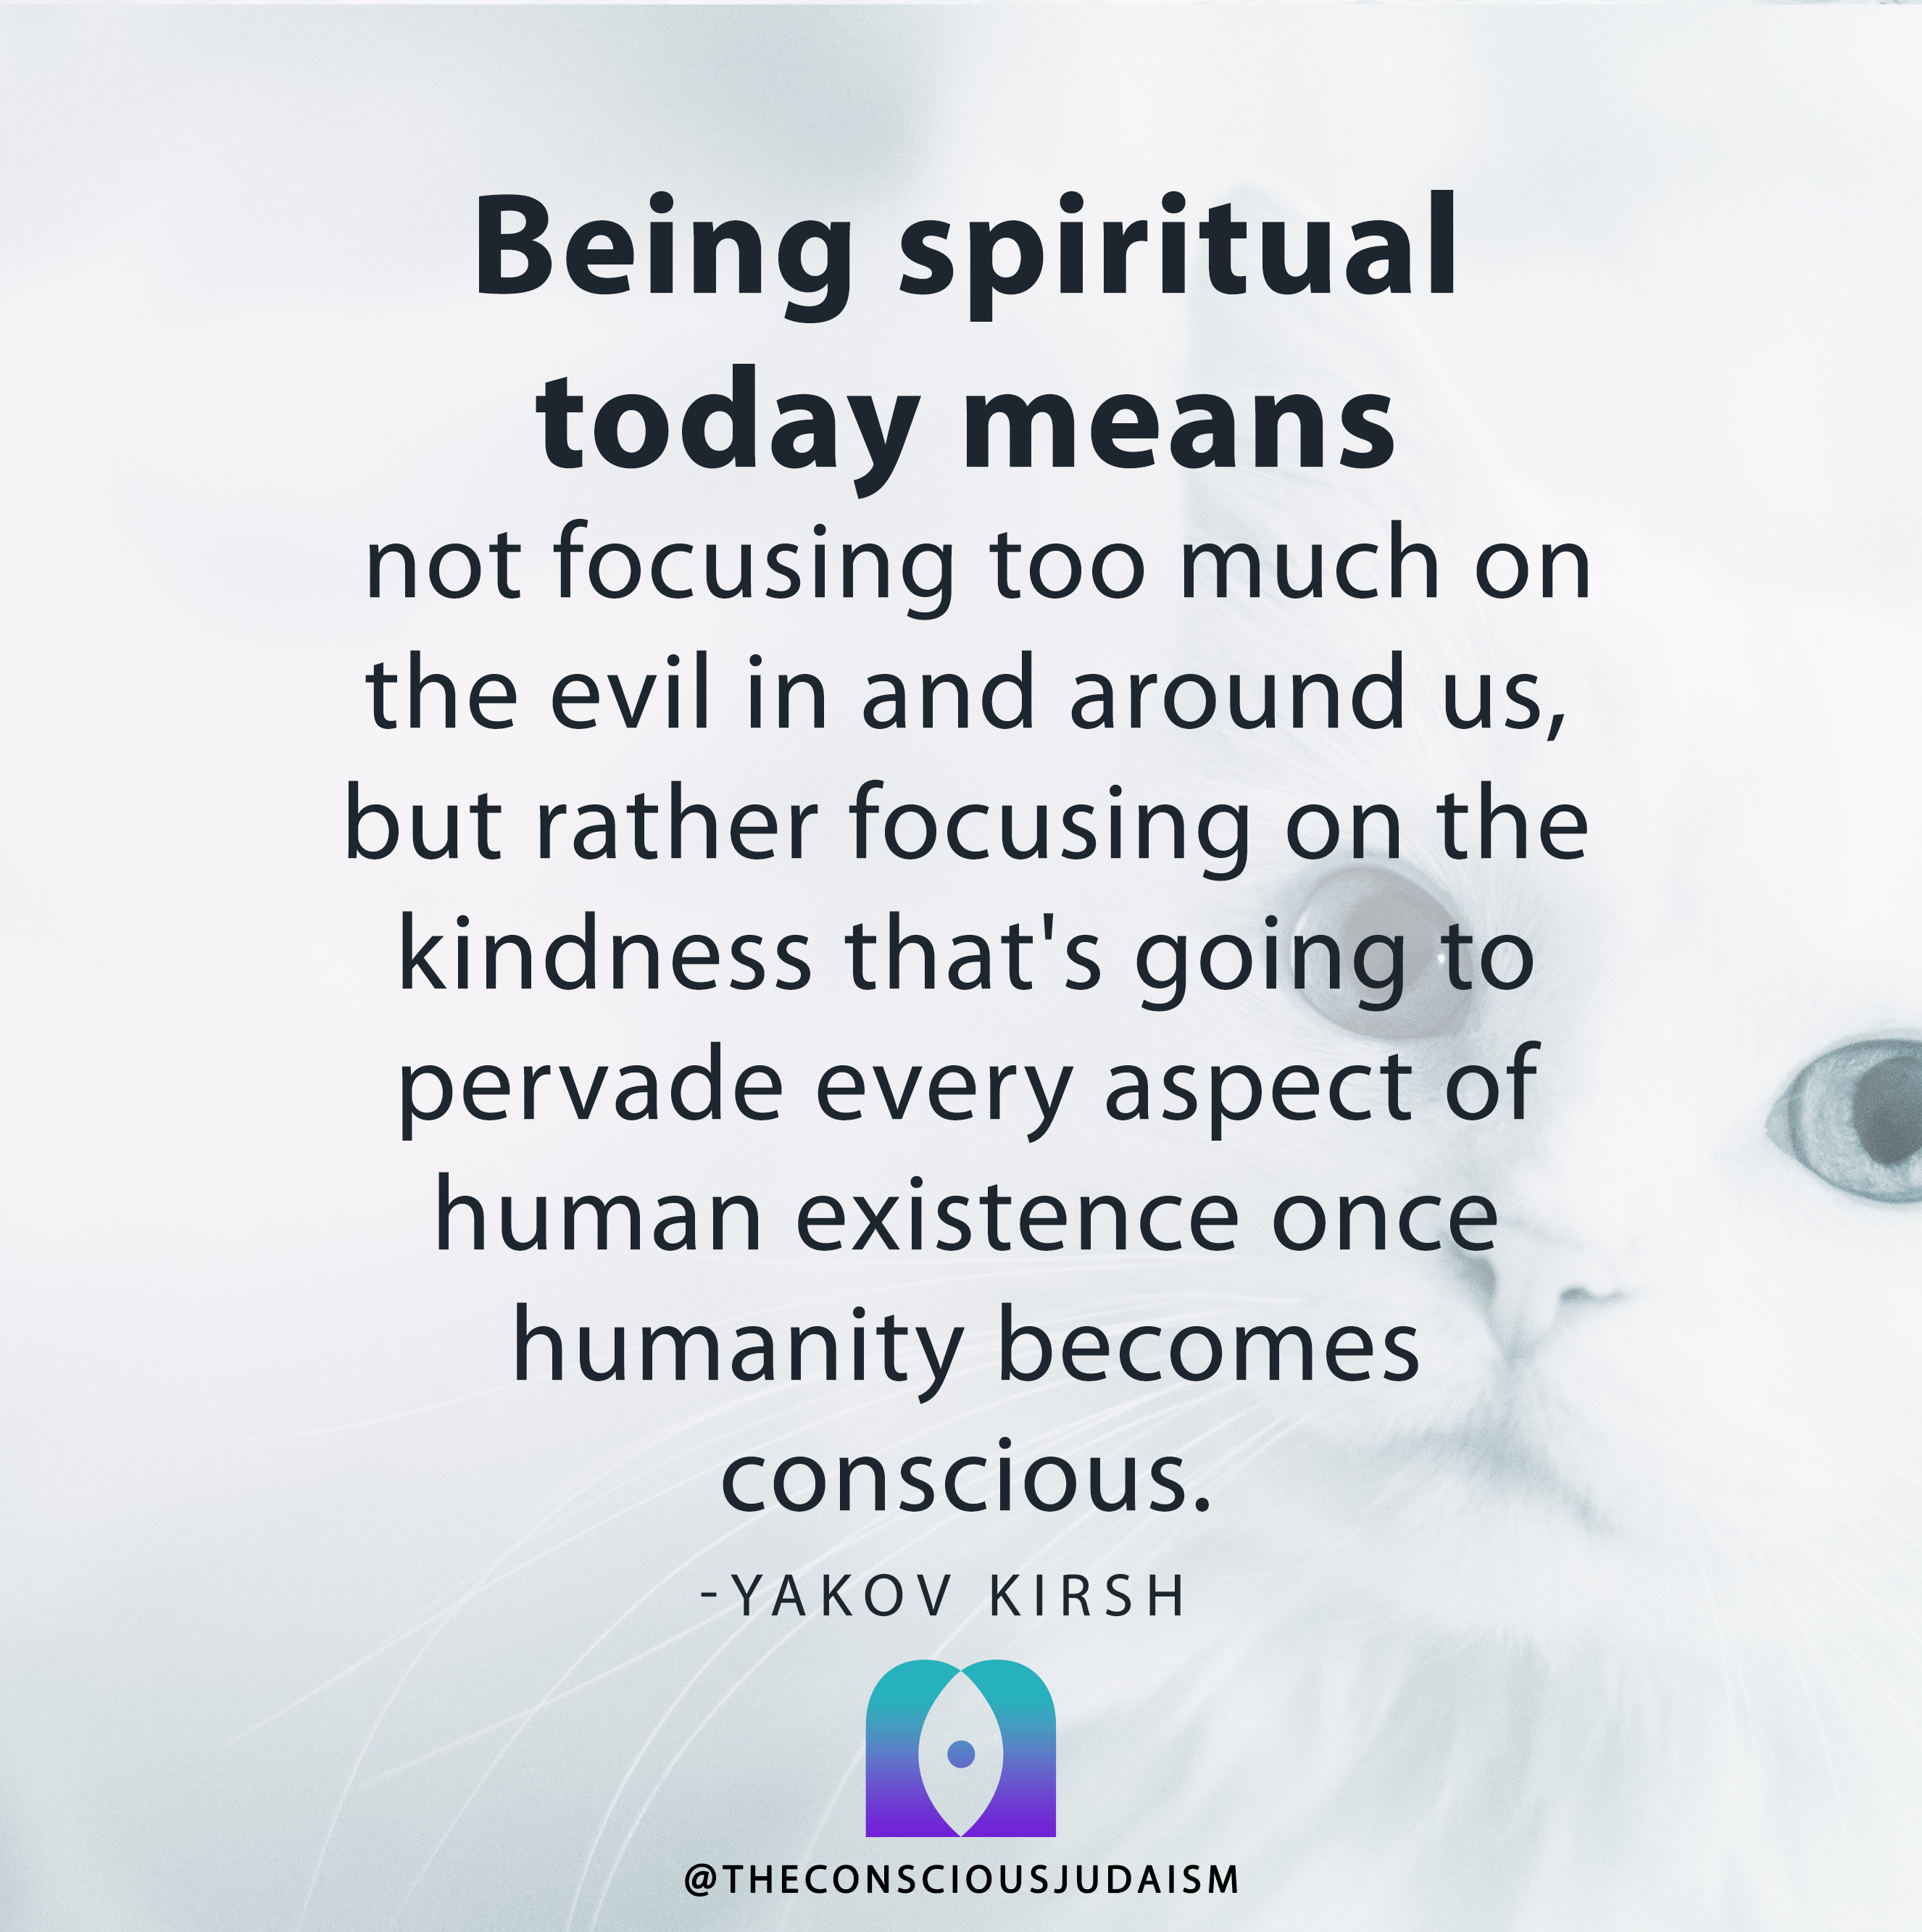 Being spiritual
today means
not focusing too much on
the evil in and around us,
but rather focusing on the
kindness that's going to
pervade every aspect of
human existence once
humanity becomes
conscious.
-YAKOV KIRSH
@THECONSCIOUSJUDAISM